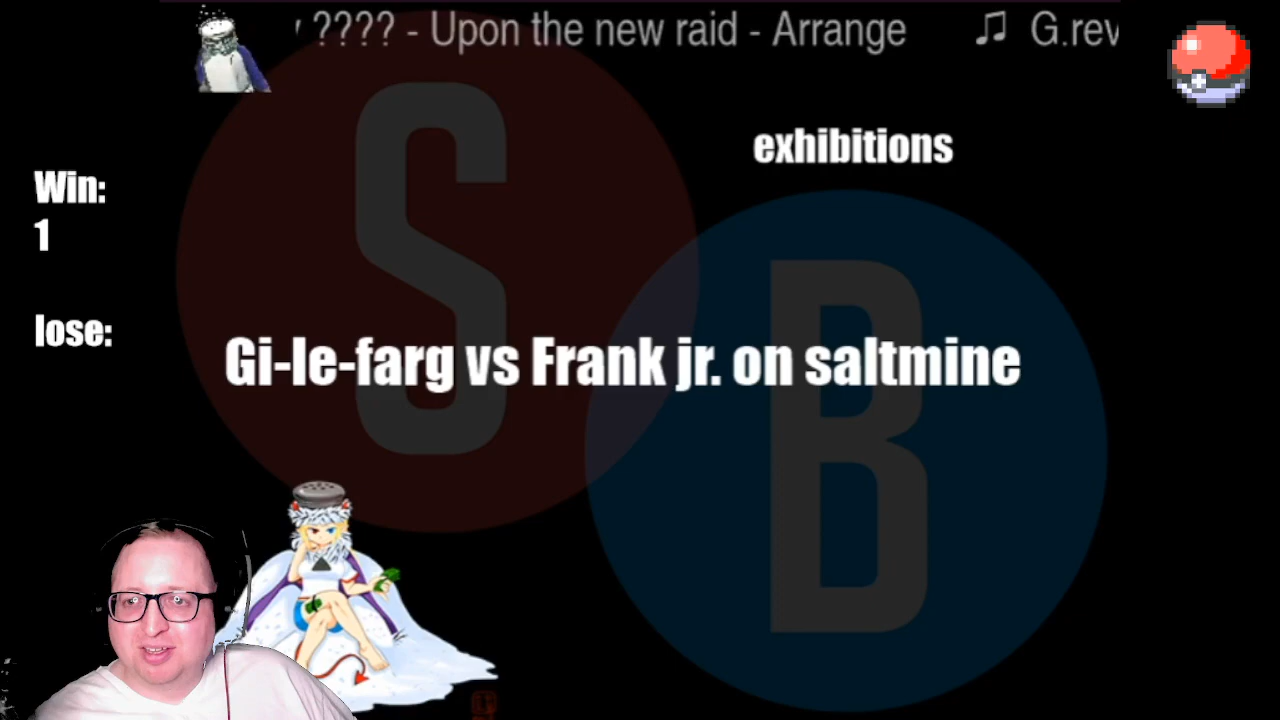 ???? - Upon the new raid - Arrange ♫ G.rev
exhibitions
Win:
1
lose:
S
Gi-le-farg vs Frank jr. on saltmine
B